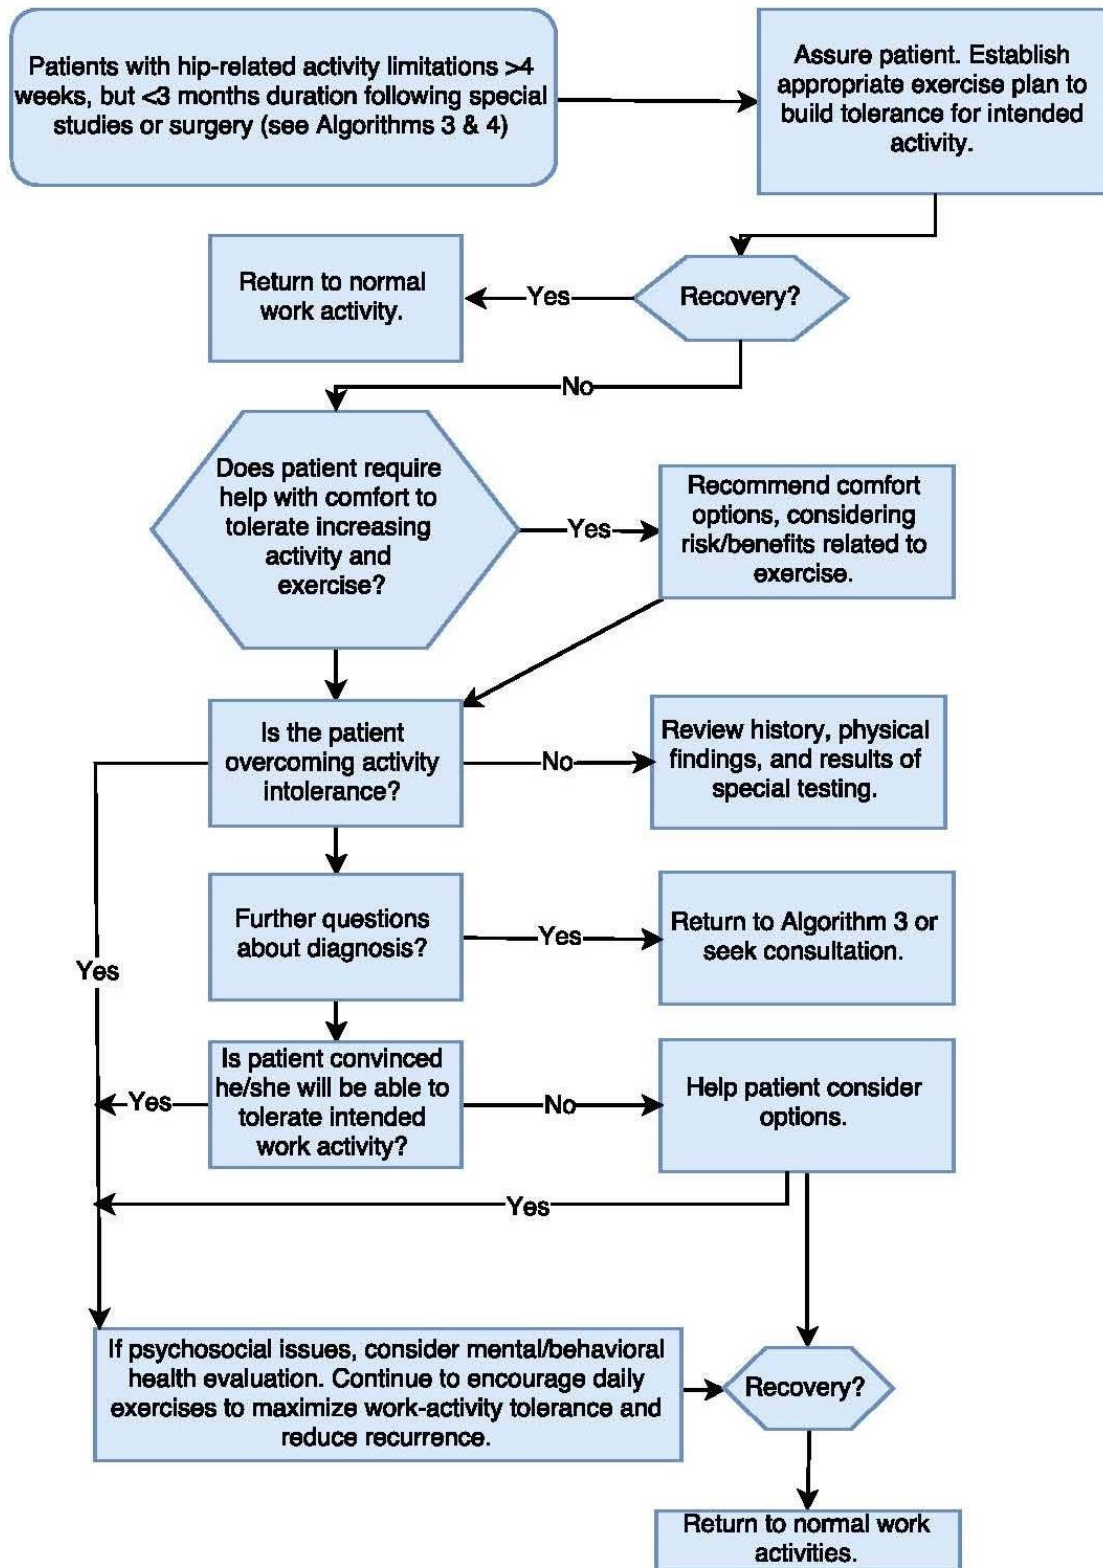 Patients with hip-related activity limitations >4
weeks, but <3 months duration following special
studies or surgery (see Algorithms 3 & 4)
Assure patient. Establish
appropriate exercise plan to
build tolerance for intended
activity.
Return to normal
work activity.
Yes
Recovery?
No
Does patient require
help with comfort to
tolerate increasing
activity and
exercise?
Yes
Recommend comfort
options, considering
risk/benefits related to
exercise.
Is the patient
overcoming activity
intolerance?
No
Review history, physical
findings, and results of
special testing.
Further questions
about diagnosis?
Yes
Return to Algorithm 3 or
seek consultation.
Yes
Is patient convinced
he/she will be able to
tolerate intended
work activity?
Yes
No
Help patient consider
options.
Yes
If psychosocial issues, consider mental/behavioral
health evaluation. Continue to encourage daily
exercises to maximize work-activity tolerance and
reduce recurrence.
Recovery?
Return to normal work
activities.